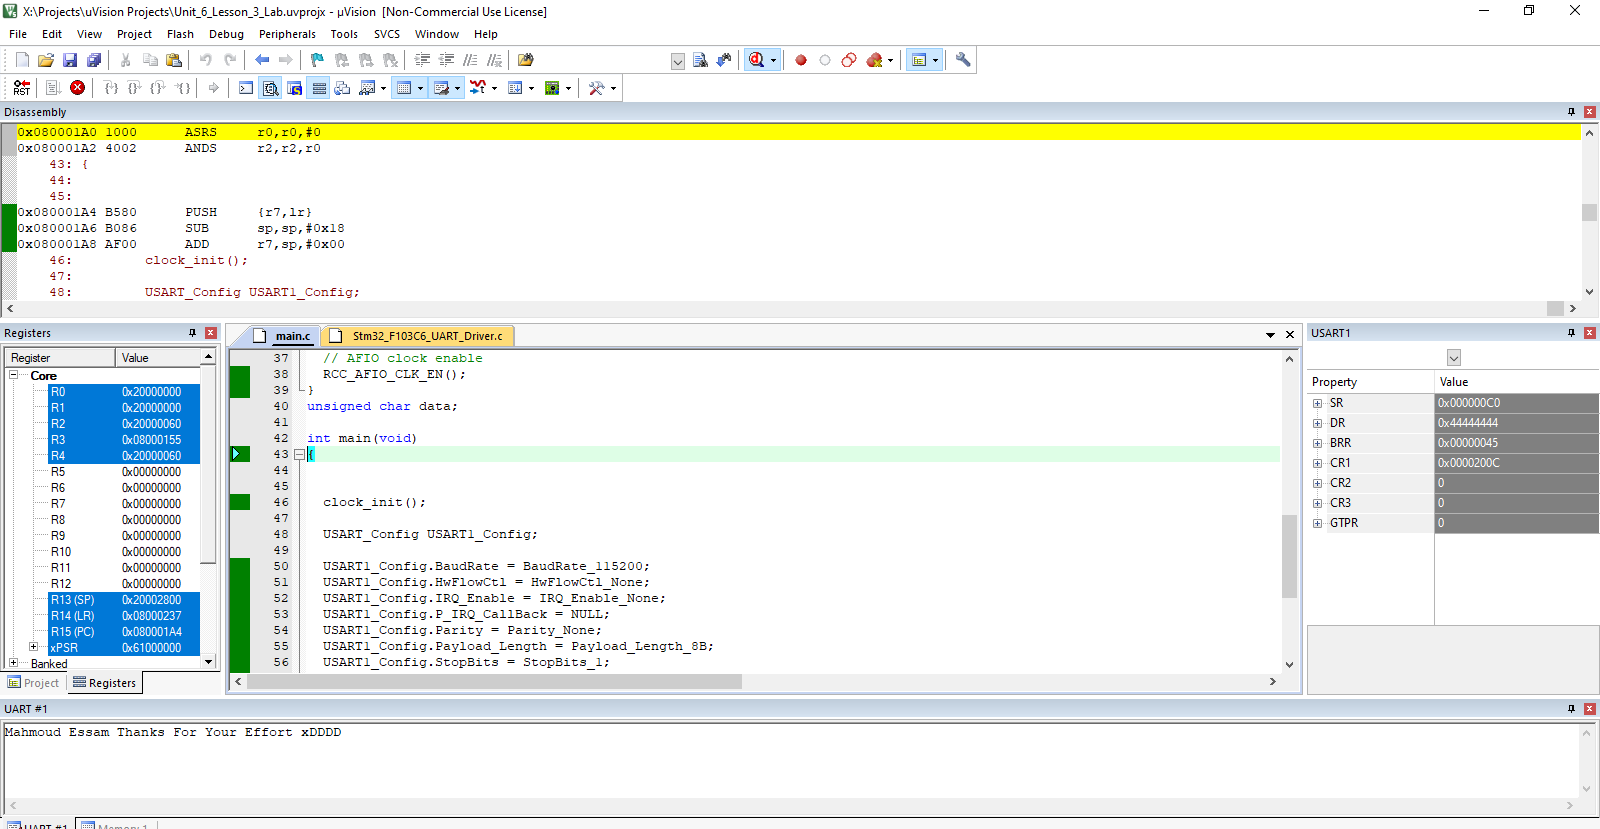 X:\Projects\uVision Projects\Unit_6_Lesson_3_Lab.uvprojx - µVision  [Non-Commercial Use License]
File Edit View Project Flash Debug Peripherals Tools SVCS Window Help
Disassembly
0x080001A0 1000 ASRS r0,r0,#0
0x080001A2 4002 ANDS r2,r2,r0
43: {
44:
45:
0x080001A4 B580 PUSH {r7,lr}
0x080001A6 B086 SUB sp,sp,#0x18
0x080001A8 AF00 ADD r7,sp,#0x00
46: clock_init();
47:
48: USART_Config USART1_Config;
Registers
Register Value
Core
R0 0x20000000
R1 0x20000000
R2 0x20000060
R3 0x08000155
R4 0x20000060
R5 0x00000000
R6 0x00000000
R7 0x00000000
R8 0x00000000
R9 0x00000000
R10 0x00000000
R11 0x00000000
R12 0x00000000
R13 (SP) 0x20002800
R14 (LR) 0x08000237
R15 (PC) 0x080001A4
xPSR 0x61000000
Banked
Project Registers
main.c Stm32_F103C6_UART_Driver.c
37 // AFIO clock enable
38 RCC_AFIO_CLK_EN();
39 }
40 unsigned char data;
41
42 int main(void)
43 {
44
45
46 clock_init();
47
48 USART_Config USART1_Config;
49
50 USART1_Config.BaudRate = BaudRate_115200;
51 USART1_Config.HwFlowCtl = HwFlowCtl_None;
52 USART1_Config.IRQ_Enable = IRQ_Enable_None;
53 USART1_Config.P_IRQ_CallBack = NULL;
54 USART1_Config.Parity = Parity_None;
55 USART1_Config.Payload_Length = Payload_Length_8B;
56 USART1_Config.StopBits = StopBits_1;
USART1
Property Value
SR 0x000000C0
DR 0x44444444
BRR 0x00000045
CR1 0x0000200C
CR2 0
CR3 0
GTPR 0
UART #1
Mahmoud Essam Thanks For Your Effort xDDDD
UART #1 Memory 1